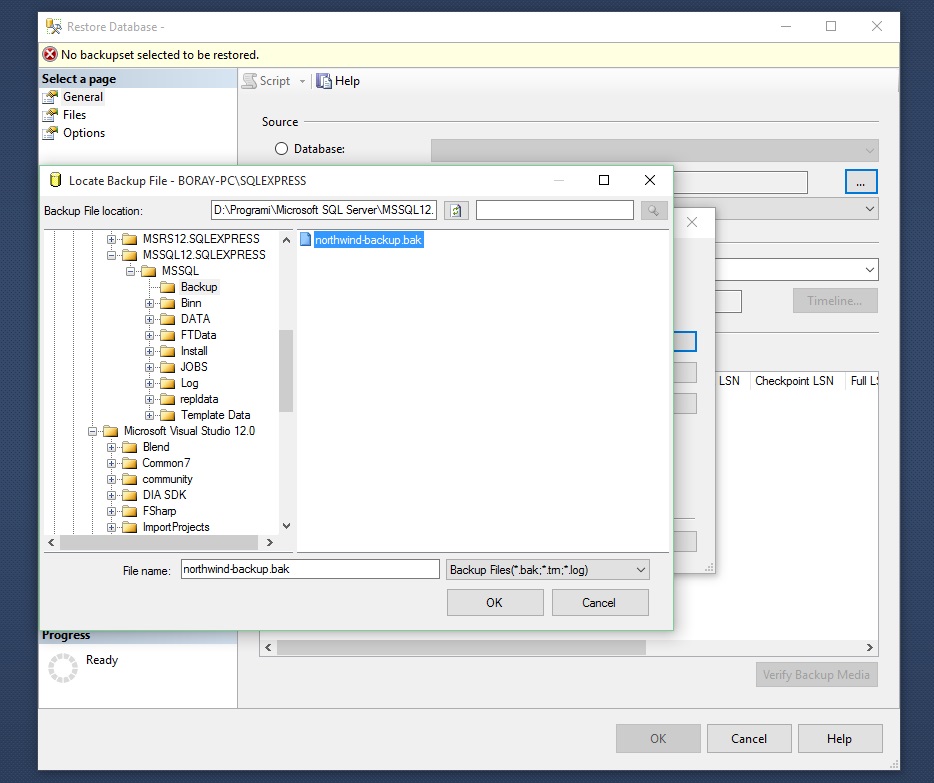 Restore Database -
No backupset selected to be restored.
Select a page
General
Files
Options
Script
Help
Source
Database:
...
Locate Backup File - BORAY-PC\SQLEXPRESS
Backup File location:
D:\Programi\Microsoft SQL Server\MSSQL12.
MSRS12.SQLEXPRESS
MSSQL12.SQLEXPRESS
MSSQL
Backup
Binn
DATA
FTData
Install
JOBS
Log
repldata
Template Data
Microsoft Visual Studio 12.0
Blend
Common7
community
DIA SDK
FSharp
ImportProjects
northwind-backup.bak
File name:
northwind-backup.bak
Backup Files(*.bak;*.trn;*.log)
OK
Cancel
Timeline...
LSN
Checkpoint LSN
Full
Progress
Ready
Verify Backup Media
OK
Cancel
Help